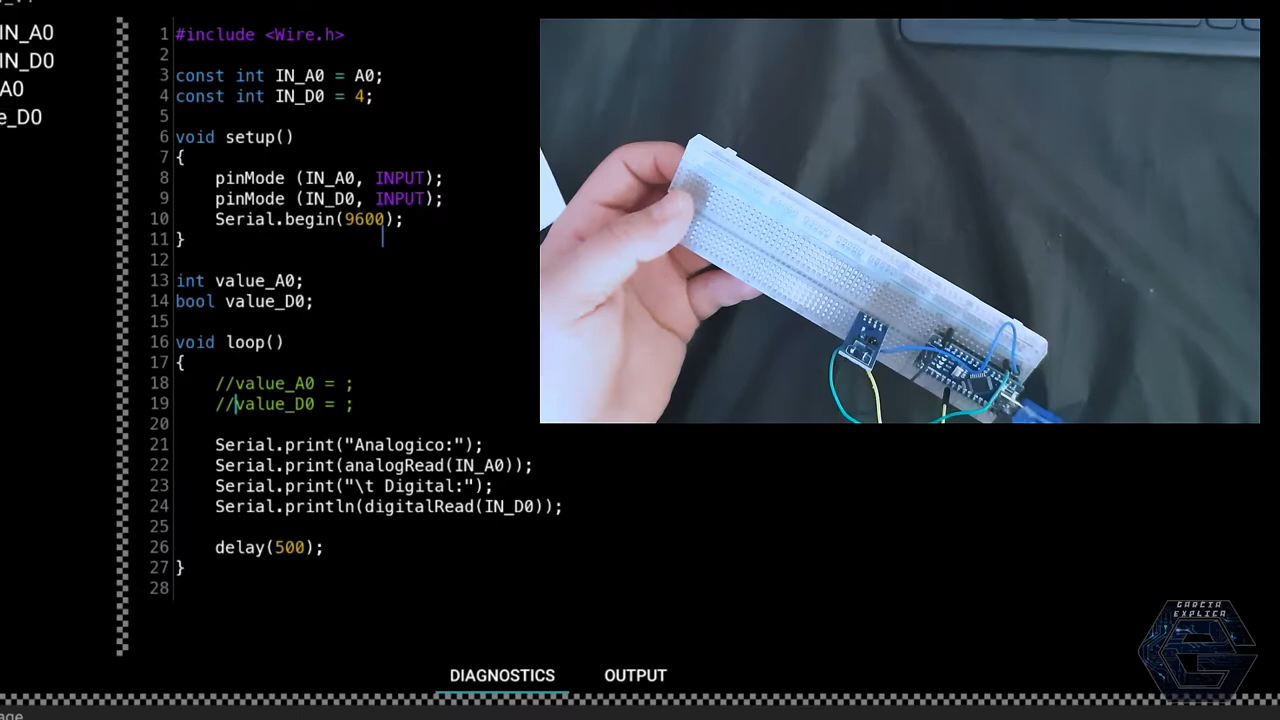 IN_A0
IN_D0
A0
e_D0
1 #include <Wire.h>
2
3 const int IN_A0 = A0;
4 const int IN_D0 = 4;
5
6 void setup()
7 {
8 pinMode (IN_A0, INPUT);
9 pinMode (IN_D0, INPUT);
10 Serial.begin(9600);
11 }
12
13 int value_A0;
14 bool value_D0;
15
16 void loop()
17 {
18 //value_A0 = ;
19 //value_D0 = ;
20
21 Serial.print("Analogico:");
22 Serial.print(analogRead(IN_A0));
23 Serial.print("\t Digital:");
24 Serial.println(digitalRead(IN_D0));
25
26 delay(500);
27 }
28
DIAGNOSTICS OUTPUT
GARCIA
EXPLICA